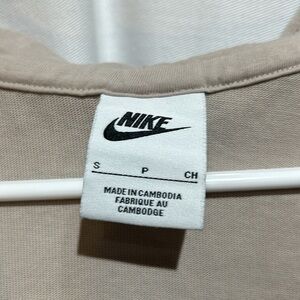 NIKE
S P CH
MADE IN CAMBODIA
FABRIQUE AU
CAMBODGE